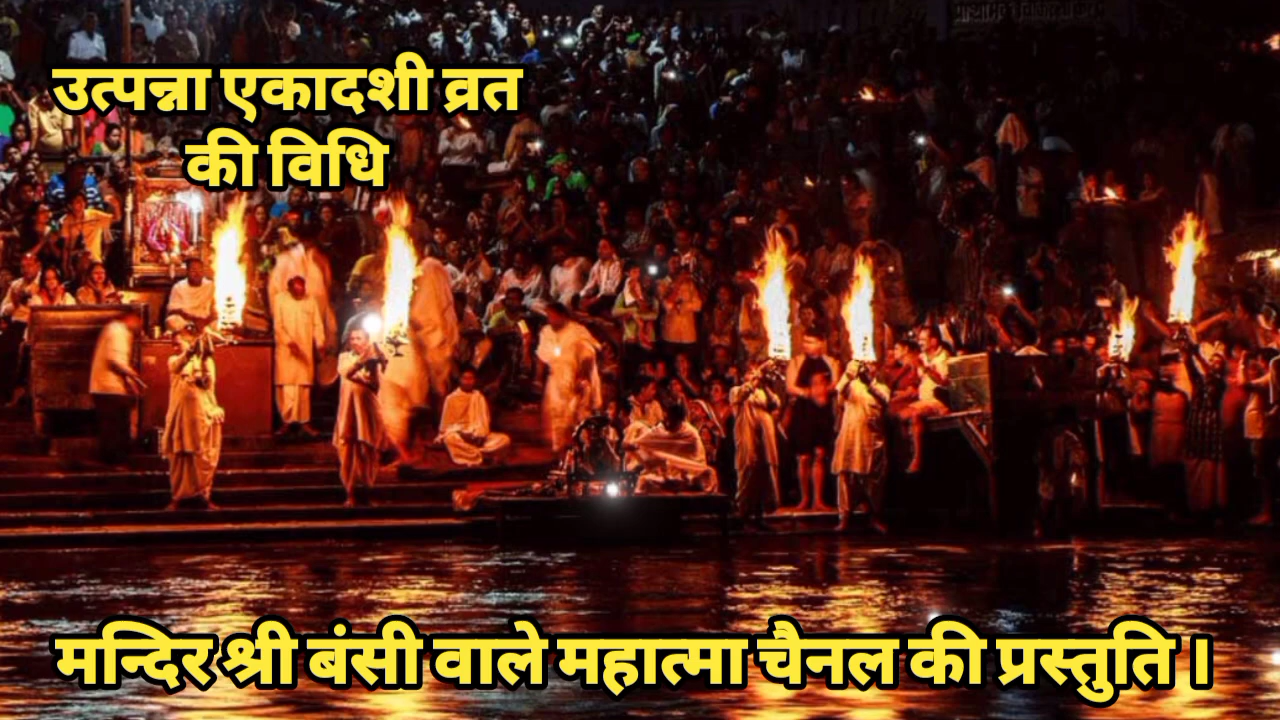 उत्पन्ना एकादशी व्रत
की विधि
मन्दिर श्री बंसी वाले महात्मा चैनल की प्रस्तुति ।